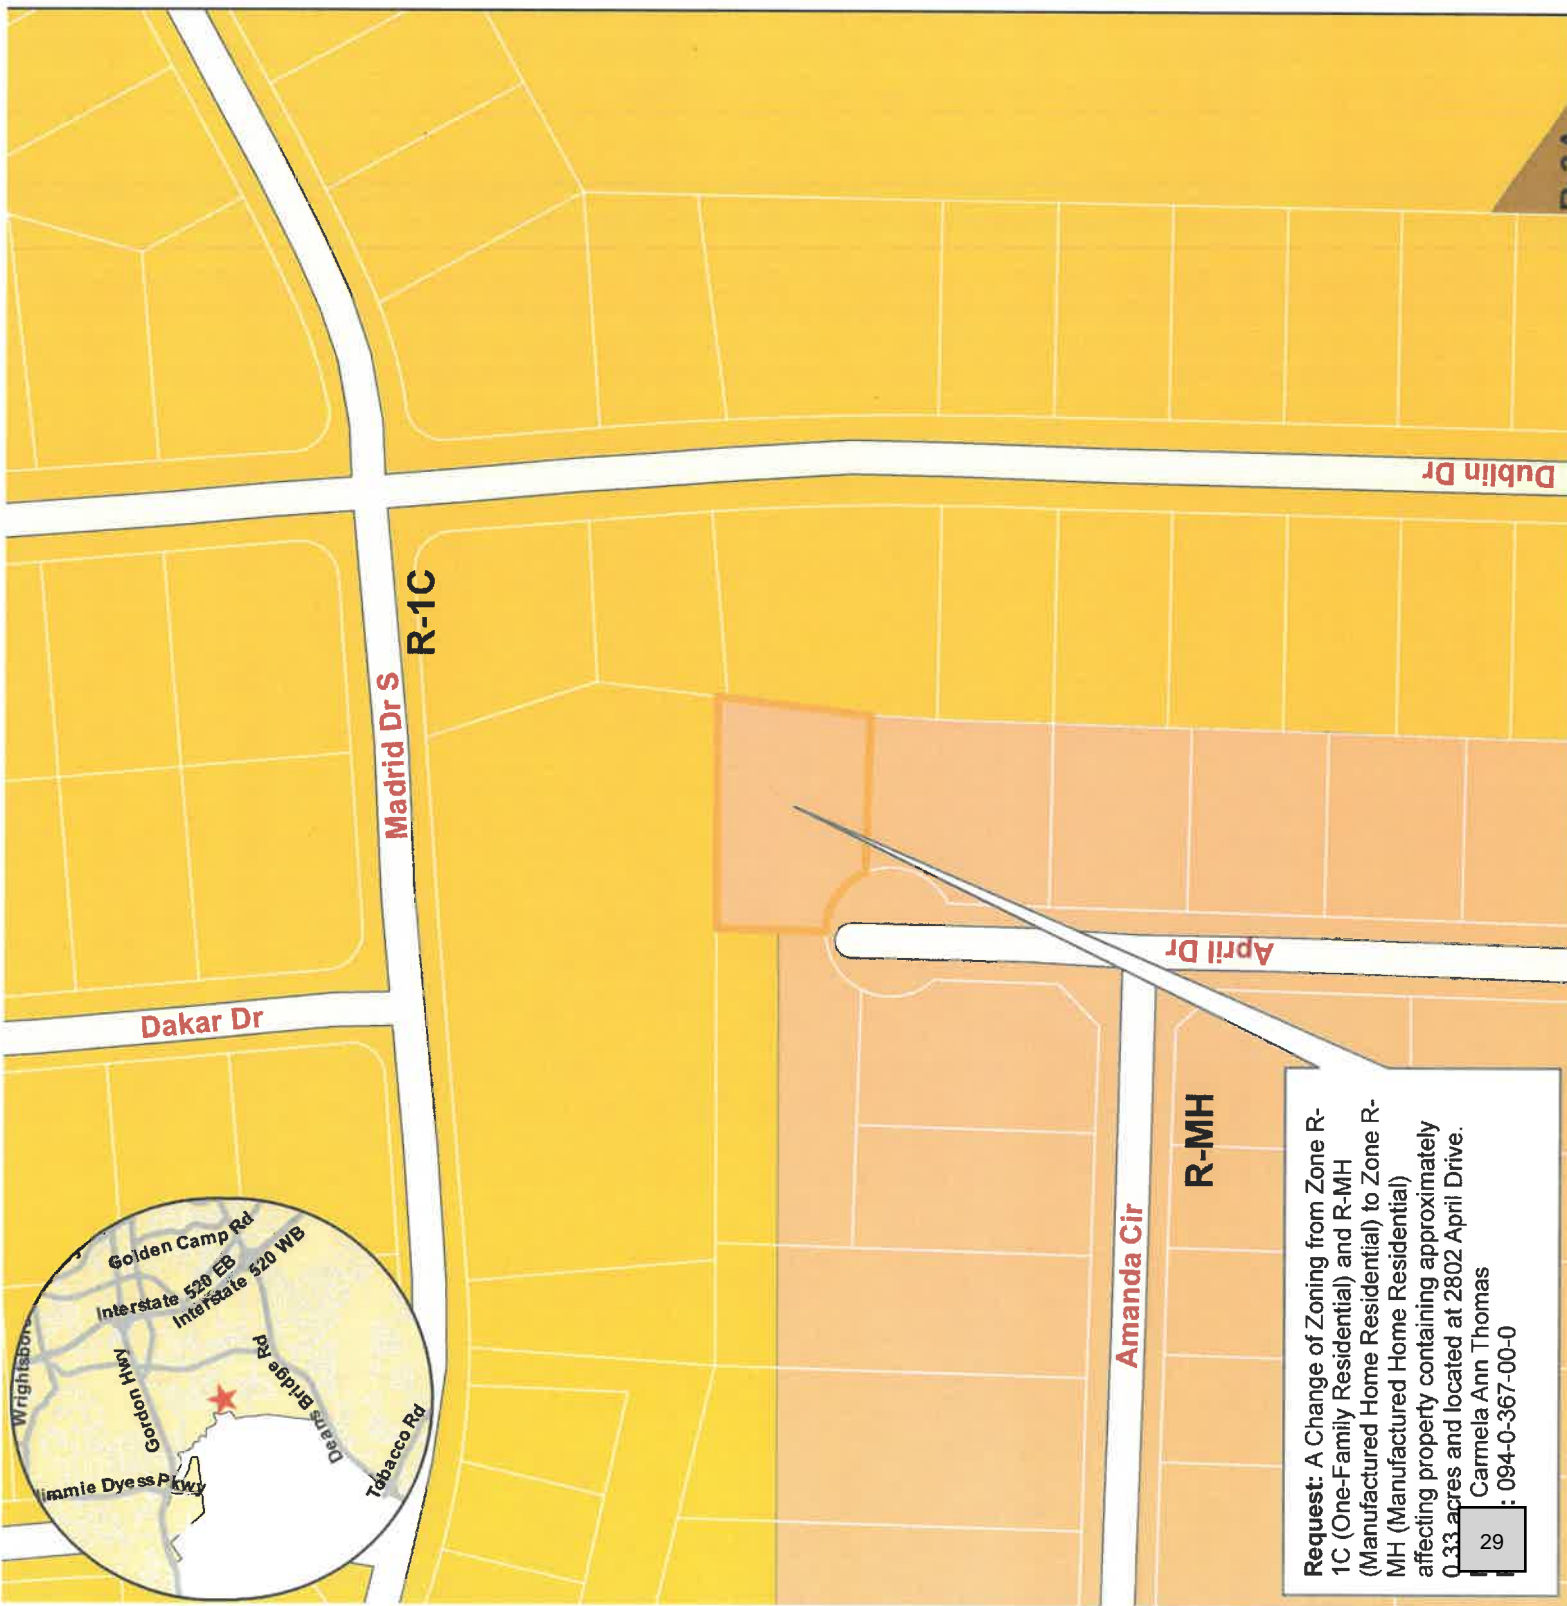 Madrid Dr S
R-1C
Dakar Dr
Dublin Dr
April Dr
Amanda Cir
R-MH
Golden Camp Rd
Interstate 520 EB
Interstate 520 WB
Gordon Hwy
Deans Bridge Rd
Tobacco Rd
Request: A Change of Zoning from Zone R-
1C (One-Family Residential) and R-MH
(Manufactured Home Residential) to Zone R-
MH (Manufactured Home Residential)
affecting property containing approximately
0.33 acres and located at 2802 April Drive.
Carmela Ann Thomas
: 094-0-367-00-0
29